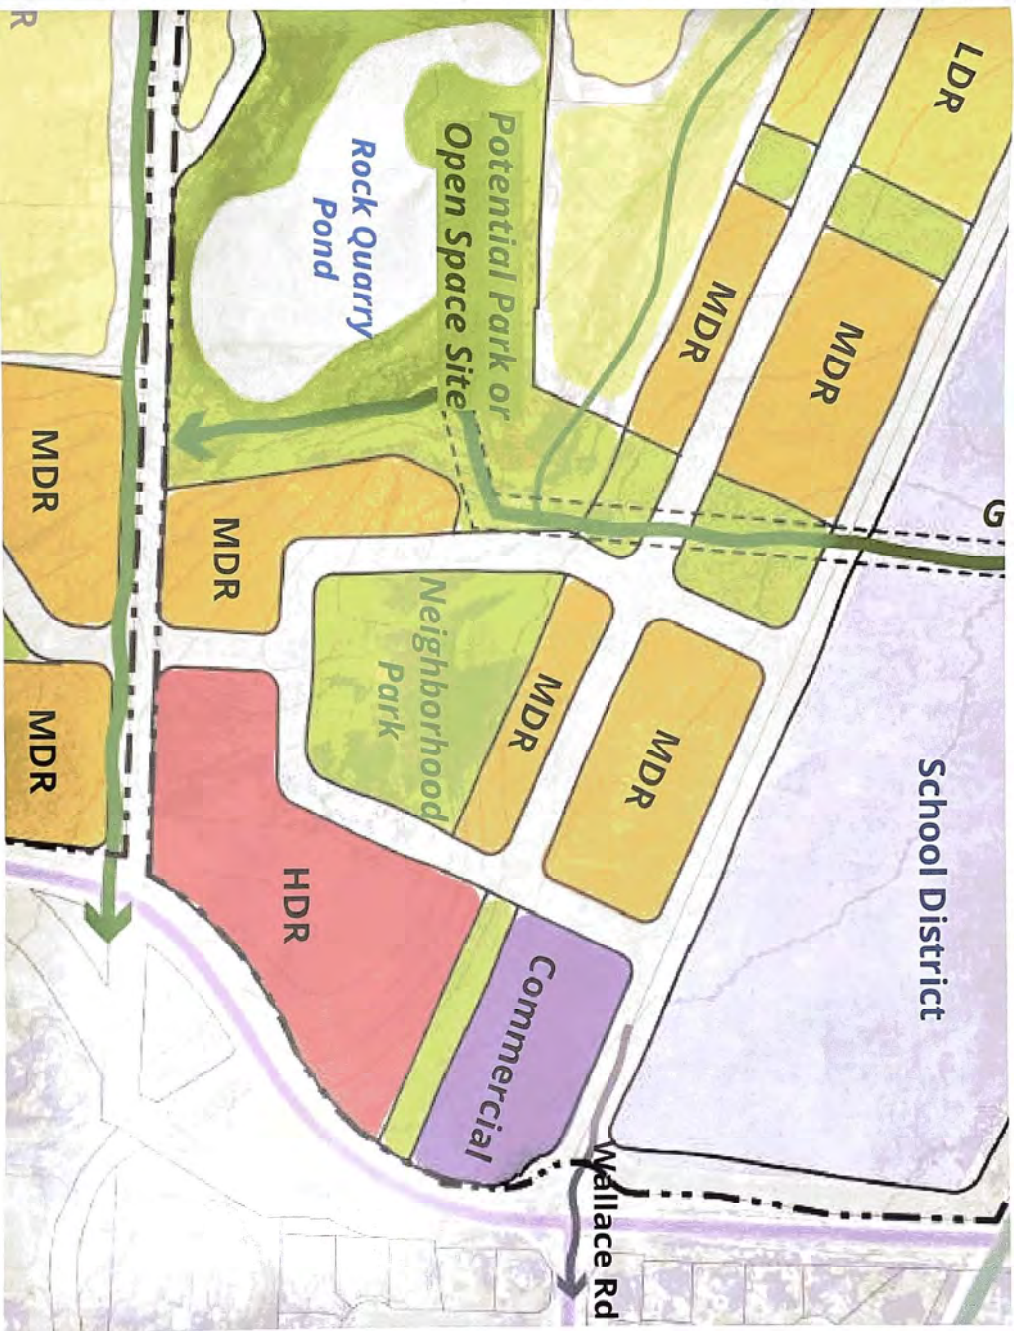 R
LDR
Potential Park or
Open Space Site
Rock Quarry
Pond
MDR
MDR
G
MDR
MDR
Neighborhood
Park
MDR
MDR
MDR
School District
HDR
Commercial
Wallace Rd